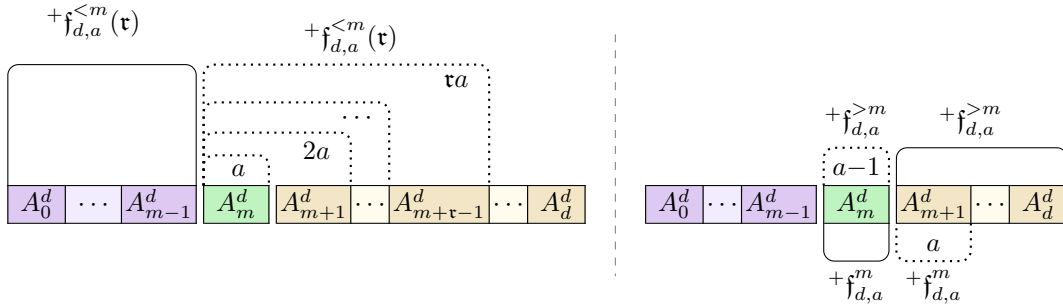 ⁺𝔣^{<m}_{d,a}(𝔯)
⁺𝔣^{<m}_{d,a}(𝔯)
𝔯a
⋯
2a
a
A^d_0 ⋯ A^d_{m−1} A^d_m A^d_{m+1} ⋯ A^d_{m+𝔯−1} ⋯ A^d_d
⁺𝔣^{>m}_{d,a} ⁺𝔣^{>m}_{d,a}
a−1
A^d_0 ⋯ A^d_{m−1} A^d_m A^d_{m+1} ⋯ A^d_d
a
⁺𝔣^m_{d,a} ⁺𝔣^m_{d,a}